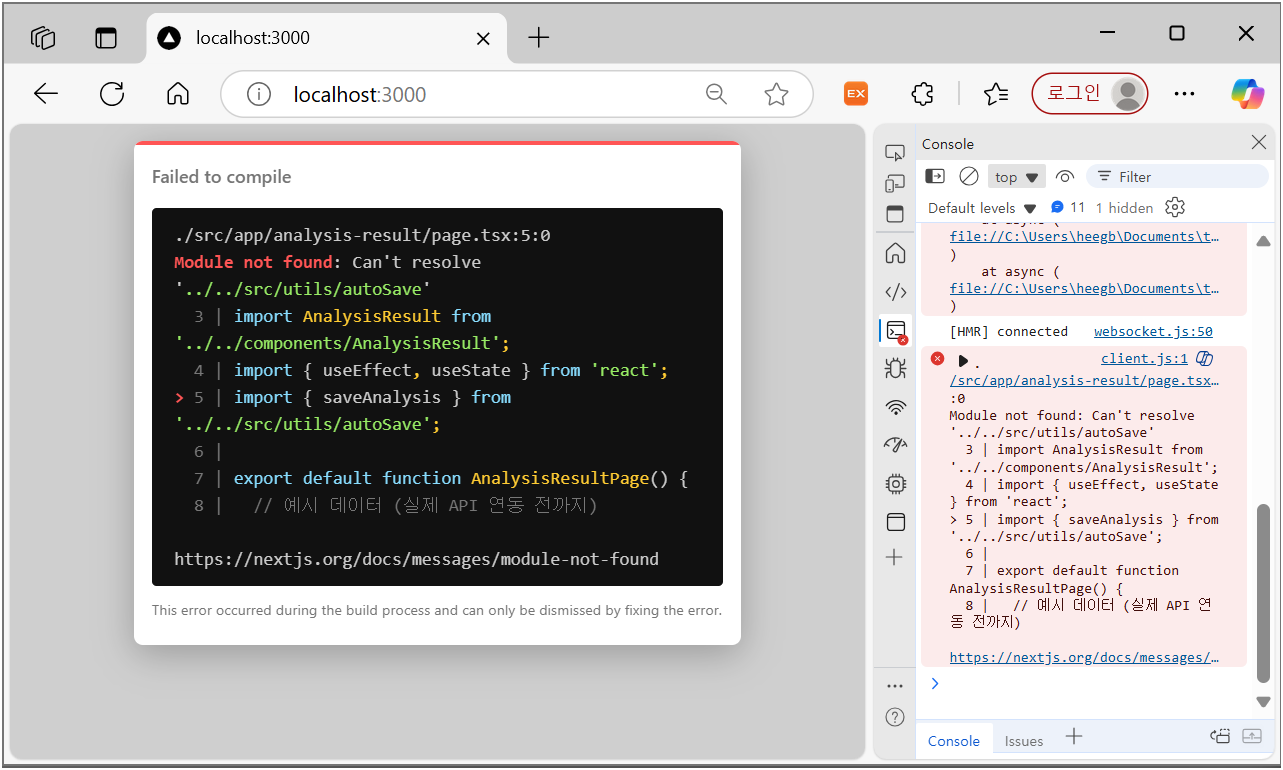 localhost:3000
localhost:3000
EX
로그인
Failed to compile
./src/app/analysis-result/page.tsx:5:0
Module not found: Can't resolve
'../../src/utils/autoSave'
3 | import AnalysisResult from
'../../components/AnalysisResult';
4 | import { useEffect, useState } from 'react';
> 5 | import { saveAnalysis } from
'../../src/utils/autoSave';
6 |
7 | export default function AnalysisResultPage() {
8 |   // 예시 데이터 (실제 API 연동 전까지)
https://nextjs.org/docs/messages/module-not-found
This error occurred during the build process and can only be dismissed by fixing the error.
Console
top
Filter
Default levels
11
1 hidden
at async (
file://C:\Users\heegb\Documents\t…
)
at async (
file://C:\Users\heegb\Documents\t…
)
[HMR] connected websocket.js:50
. client.js:1
/src/app/analysis-result/page.tsx…
:0
Module not found: Can't resolve
'../../src/utils/autoSave'
3 | import AnalysisResult from
'../../components/AnalysisResult';
4 | import { useEffect, useState
} from 'react';
> 5 | import { saveAnalysis } from
'../../src/utils/autoSave';
6 |
7 | export default function
AnalysisResultPage() {
8 |   // 예시 데이터 (실제 API 연
동 전까지)
https://nextjs.org/docs/messages/…
Console
Issues